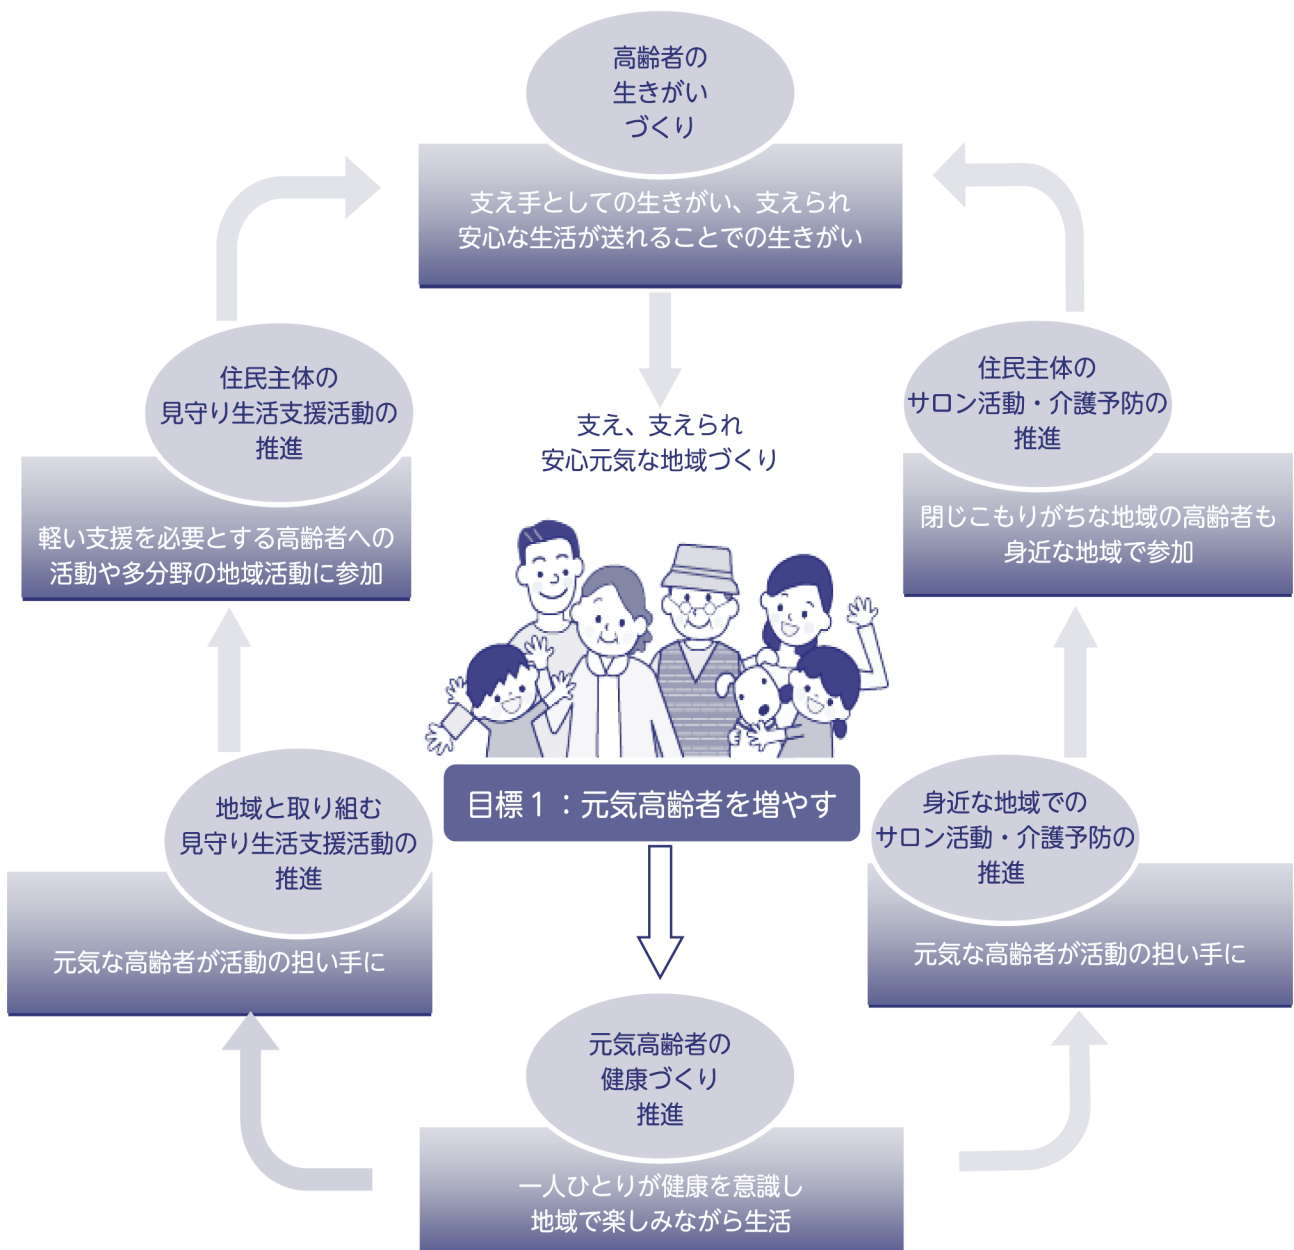 高齢者の
生きがい
づくり
支え手としての生きがい、支えられ
安心な生活が送れることでの生きがい
住民主体の
見守り生活支援活動の
推進
軽い支援を必要とする高齢者への
活動や多分野の地域活動に参加
支え、支えられ
安心元気な地域づくり
住民主体の
サロン活動・介護予防の
推進
閉じこもりがちな地域の高齢者も
身近な地域で参加
目標1：元気高齢者を増やす
地域と取り組む
見守り生活支援活動の
推進
元気な高齢者が活動の担い手に
身近な地域での
サロン活動・介護予防の
推進
元気な高齢者が活動の担い手に
元気高齢者の
健康づくり
推進
一人ひとりが健康を意識し
地域で楽しみながら生活